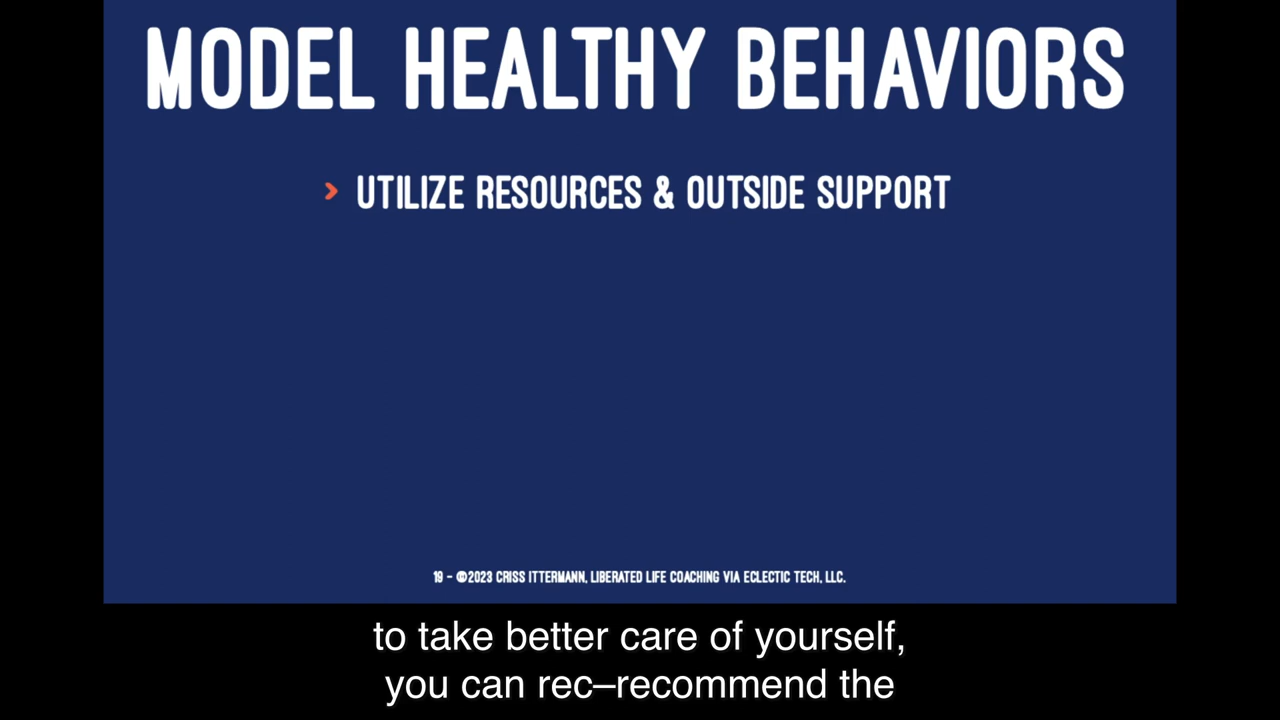 MODEL HEALTHY BEHAVIORS
> UTILIZE RESOURCES & OUTSIDE SUPPORT
19 - ©2023 CRISS ITTERMANN, LIBERATED LIFE COACHING VIA ECLECTIC TECH, LLC.
to take better care of yourself,
you can rec–recommend the